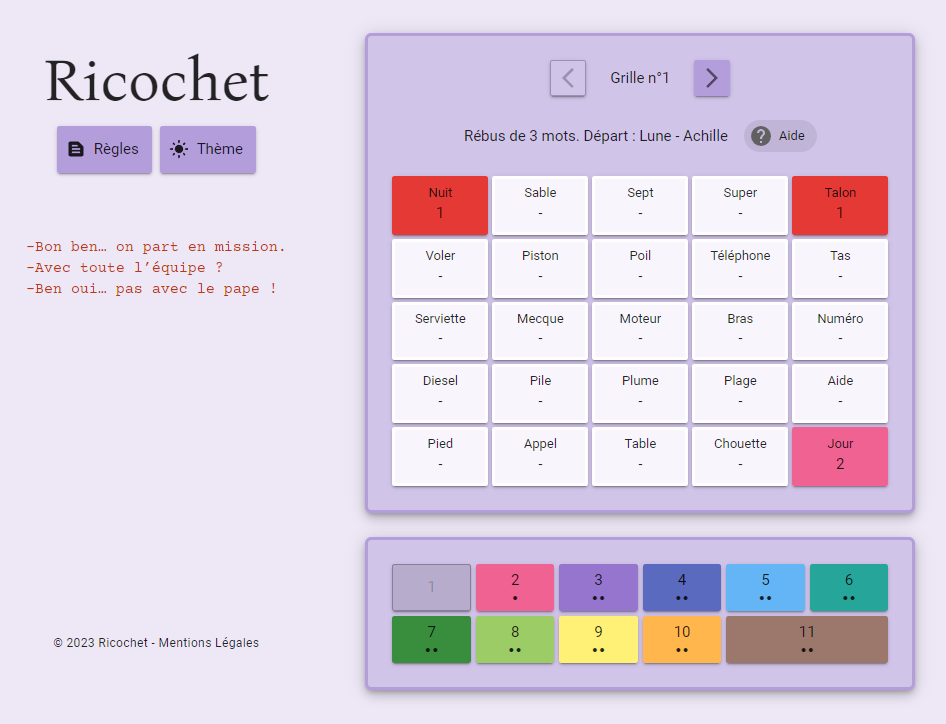 Ricochet
Règles
Thème
-Bon ben… on part en mission.
-Avec toute l’équipe ?
-Ben oui… pas avec le pape !
© 2023 Ricochet - Mentions Légales
Grille n°1
Rébus de 3 mots. Départ : Lune - Achille
? Aide
Nuit Sable Sept Super Talon
1 - - - 1
Voler Piston Poil Téléphone Tas
- - - - -
Serviette Mecque Moteur Bras Numéro
- - - - -
Diesel Pile Plume Plage Aide
- - - - -
Pied Appel Table Chouette Jour
- - - - 2
1 2 3 4 5 6
• •• •• •• ••
7 8 9 10 11
•• •• •• •• ••